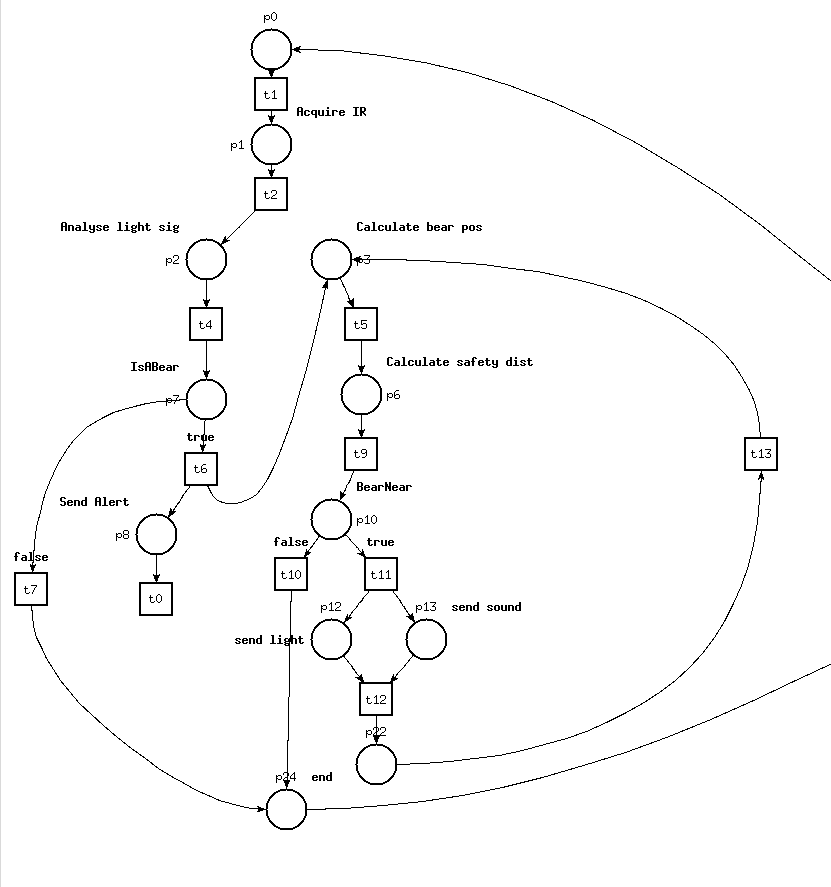 p0
t1
Acquire IR
p1
t2
Analyse light sig
Calculate bear pos
p2
p3
t4
t5
IsABear
Calculate safety dist
p7
p6
true
t6
t9
t13
BearNear
Send Alert
p8
p10
false
false
true
t7
t0
t10
t11
p12
p13
send sound
send light
t12
p22
p24
end